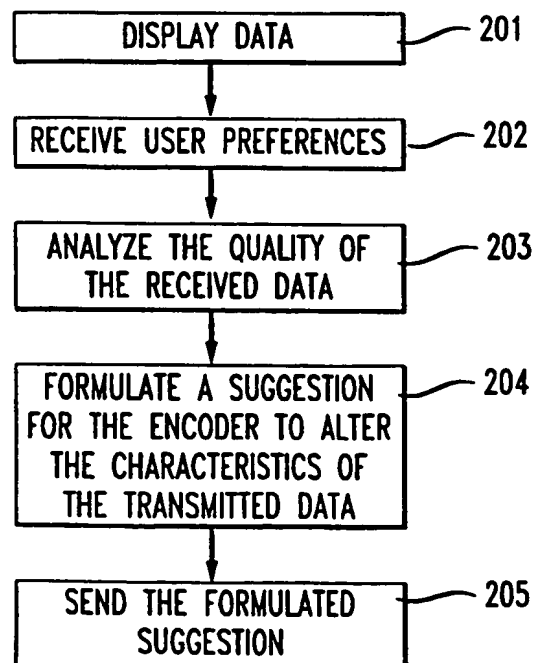 DISPLAY DATA
201
RECEIVE USER PREFERENCES
202
ANALYZE THE QUALITY OF
THE RECEIVED DATA
203
FORMULATE A SUGGESTION
FOR THE ENCODER TO ALTER
THE CHARACTERISTICS OF
THE TRANSMITTED DATA
204
SEND THE FORMULATED
SUGGESTION
205